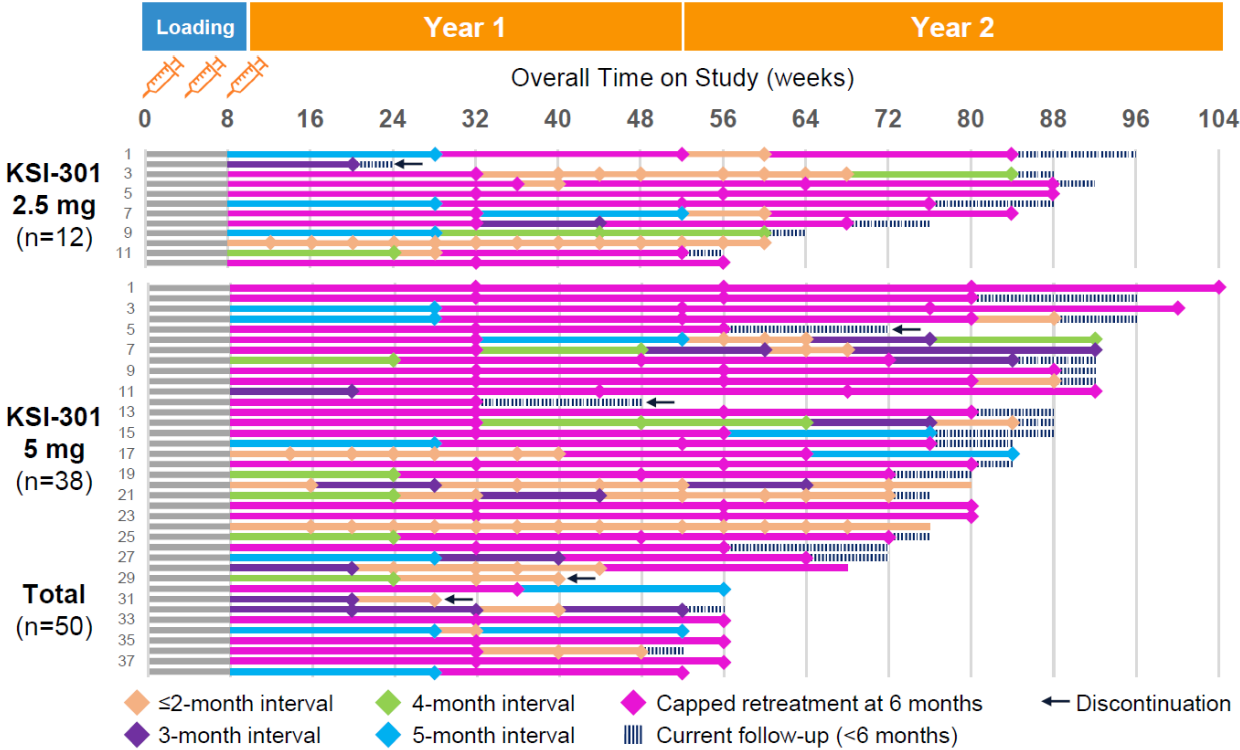 Loading Year 1 Year 2
Overall Time on Study (weeks)
0 8 16 24 32 40 48 56 64 72 80 88 96 104
KSI-301
2.5 mg
(n=12)
1
3
5
7
9
11
KSI-301
5 mg
(n=38)
1
3
5
7
9
11
13
15
17
19
21
23
25
27
29
31
33
35
37
Total
(n=50)
≤2-month interval 4-month interval Capped retreatment at 6 months Discontinuation
3-month interval 5-month interval Current follow-up (<6 months)